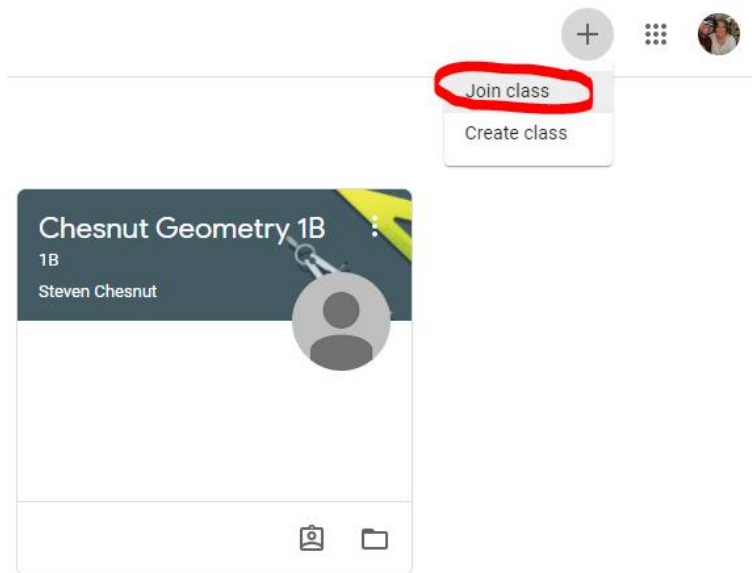 Join class
Create class
Chesnut Geometry 1B
1B
Steven Chesnut